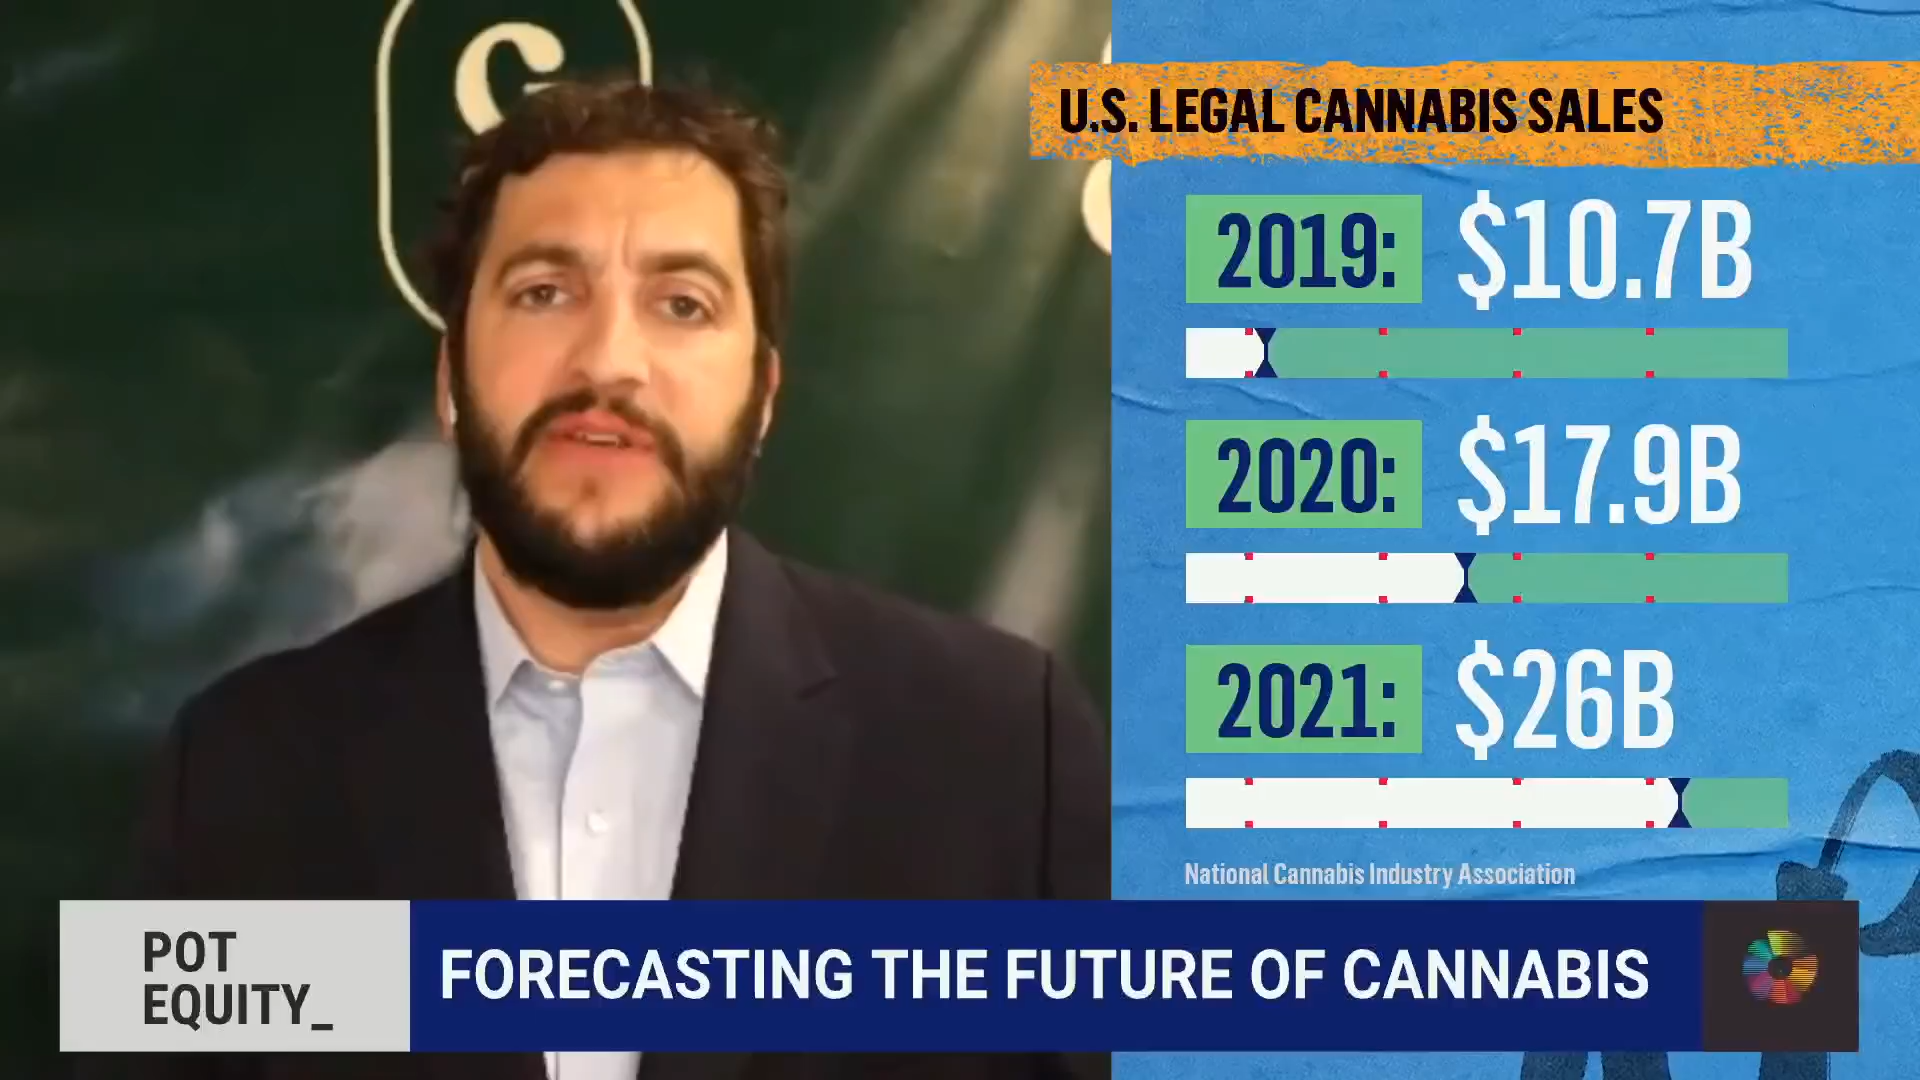 G
U.S. LEGAL CANNABIS SALES
2019: $10.7B
2020: $17.9B
2021: $26B
National Cannabis Industry Association
POT
EQUITY_
FORECASTING THE FUTURE OF CANNABIS